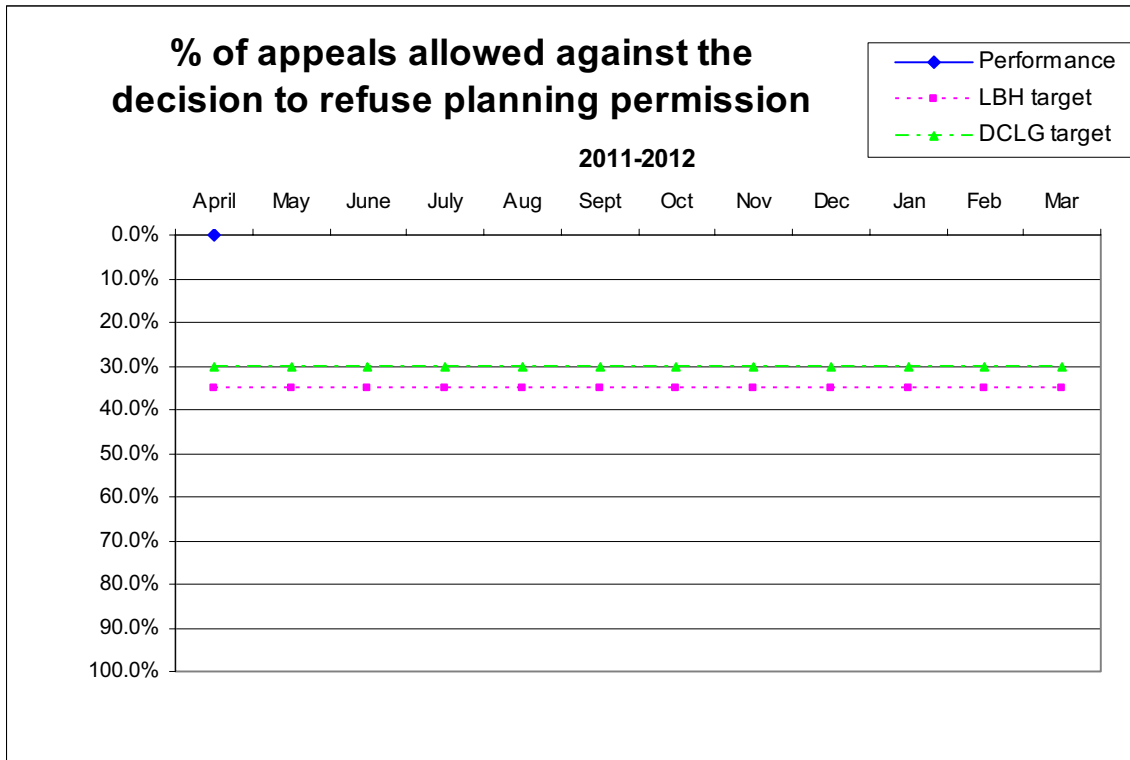 % of appeals allowed against the
decision to refuse planning permission
Performance
LBH target
DCLG target
2011-2012
April May June July Aug Sept Oct Nov Dec Jan Feb Mar
0.0%
10.0%
20.0%
30.0%
40.0%
50.0%
60.0%
70.0%
80.0%
90.0%
100.0%